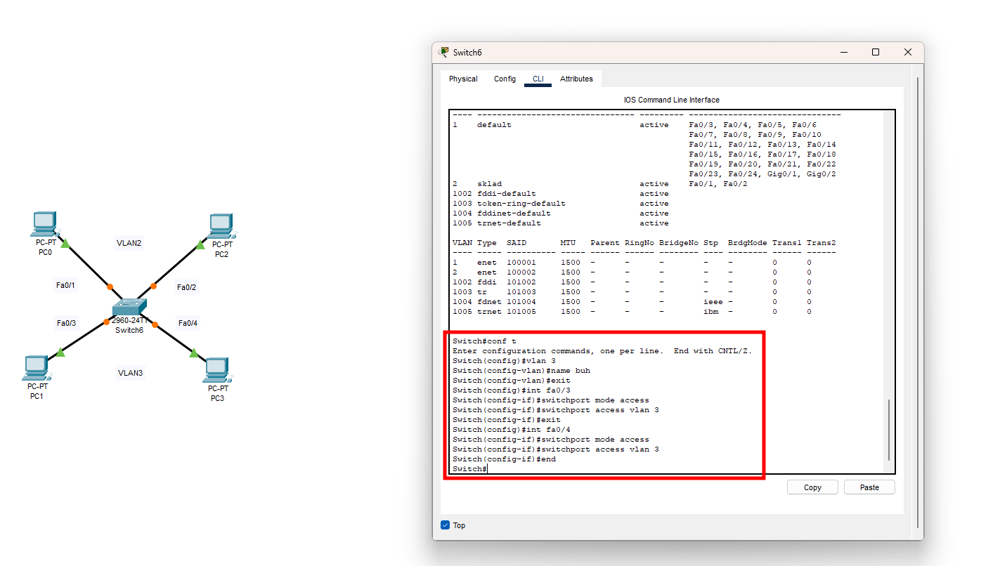 VLAN2
PC-PT
PC0
PC-PT
PC2
Fa0/1
Fa0/2
2960-24TT
Switch6
Fa0/3
Fa0/4
VLAN3
PC-PT
PC1
PC-PT
PC3
Switch6
Physical Config CLI Attributes
IOS Command Line Interface
---- -------------------------------- --------- -------------------------------
1    default                          active    Fa0/3, Fa0/4, Fa0/5, Fa0/6
                                                Fa0/7, Fa0/8, Fa0/9, Fa0/10
                                                Fa0/11, Fa0/12, Fa0/13, Fa0/14
                                                Fa0/15, Fa0/16, Fa0/17, Fa0/18
                                                Fa0/19, Fa0/20, Fa0/21, Fa0/22
                                                Fa0/23, Fa0/24, Gig0/1, Gig0/2
2    sklad                            active    Fa0/1, Fa0/2
1002 fddi-default                     active
1003 token-ring-default               active
1004 fddinet-default                  active
1005 trnet-default                    active
VLAN Type  SAID       MTU   Parent RingNo BridgeNo Stp  BrdgMode Trans1 Trans2
---- ----- ---------- ----- ------ ------ -------- ---- -------- ------ ------
1    enet  100001     1500  -      -      -        -    -        0      0
2    enet  100002     1500  -      -      -        -    -        0      0
1002 fddi  101002     1500  -      -      -        -    -        0      0
1003 tr    101003     1500  -      -      -        -    -        0      0
1004 fdnet 101004     1500  -      -      -        ieee -        0      0
1005 trnet 101005     1500  -      -      -        ibm  -        0      0
Switch#conf t
Enter configuration commands, one per line.  End with CNTL/Z.
Switch(config)#vlan 3
Switch(config-vlan)#name buh
Switch(config-vlan)#exit
Switch(config)#int fa0/3
Switch(config-if)#switchport mode access
Switch(config-if)#switchport access vlan 3
Switch(config-if)#exit
Switch(config)#int fa0/4
Switch(config-if)#switchport mode access
Switch(config-if)#switchport access vlan 3
Switch(config-if)#end
Switch#
Copy Paste
Top